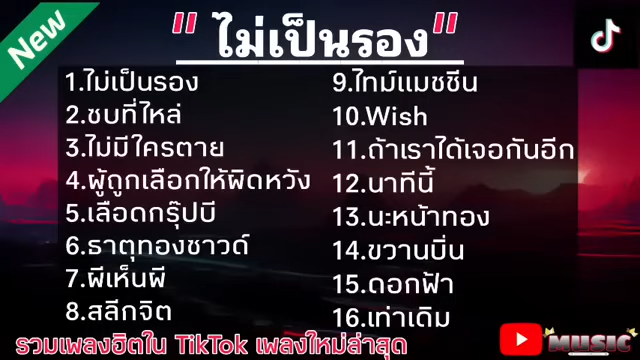 New
" ไม่เป็นรอง"
1.ไม่เป็นรอง
2.ซบที่ไหล่
3.ไม่มีใครตาย
4.ผู้ถูกเลือกให้ผิดหวัง
5.เลือดกรุ๊ปบี
6.ธาตุทองซาวด์
7.ผีเห็นผี
8.สลักจิต
9.ไทม์แมชชีน
10.Wish
11.ถ้าเราได้เจอกันอีก
12.นาทีนี้
13.นะหน้าทอง
14.ขวานบิ่น
15.ดอกฟ้า
16.เท่าเดิม
รวมเพลงฮิตใน TikTok เพลงใหม่ล่าสุด
MUSIC